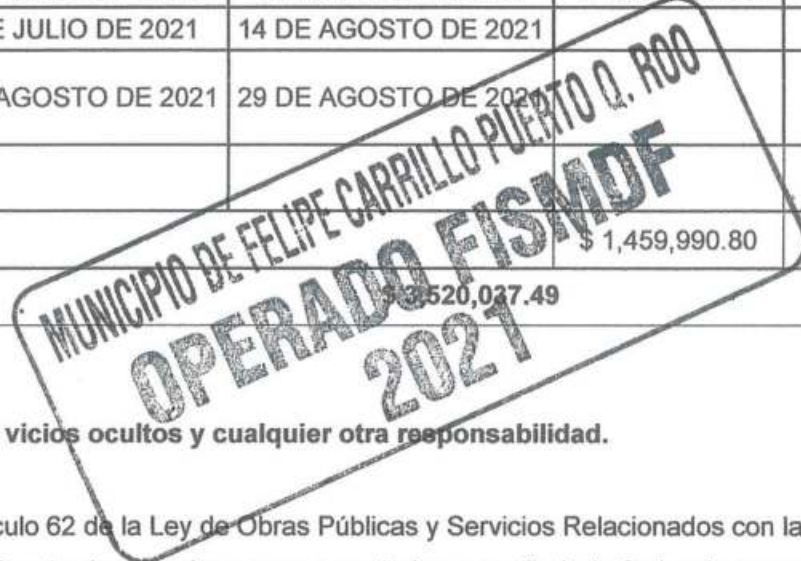 E JULIO DE 2021 14 DE AGOSTO DE 2021
AGOSTO DE 2021 29 DE AGOSTO DE 2021
$ 1,459,990.80
$ 3,520,037.49
MUNICIPIO DE FELIPE CARRILLO PUERTO Q. ROO
OPERADO FISMDF
2021
vicios ocultos y cualquier otra responsabilidad.
culo 62 de la Ley de Obras Públicas y Servicios Relacionados con la